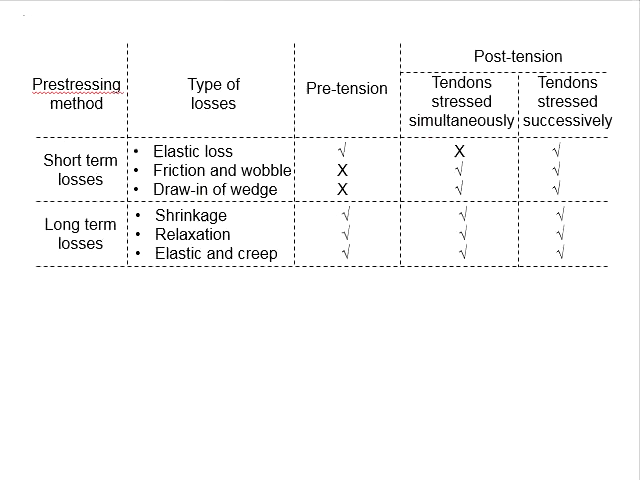 Post-tension
Prestressing method
Type of losses
Pre-tension
Tendons stressed simultaneously
Tendons stressed successively
Short term losses
• Elastic loss √ X √
• Friction and wobble X √ √
• Draw-in of wedge X √ √
Long term losses
• Shrinkage √ √ √
• Relaxation √ √ √
• Elastic and creep √ √ √